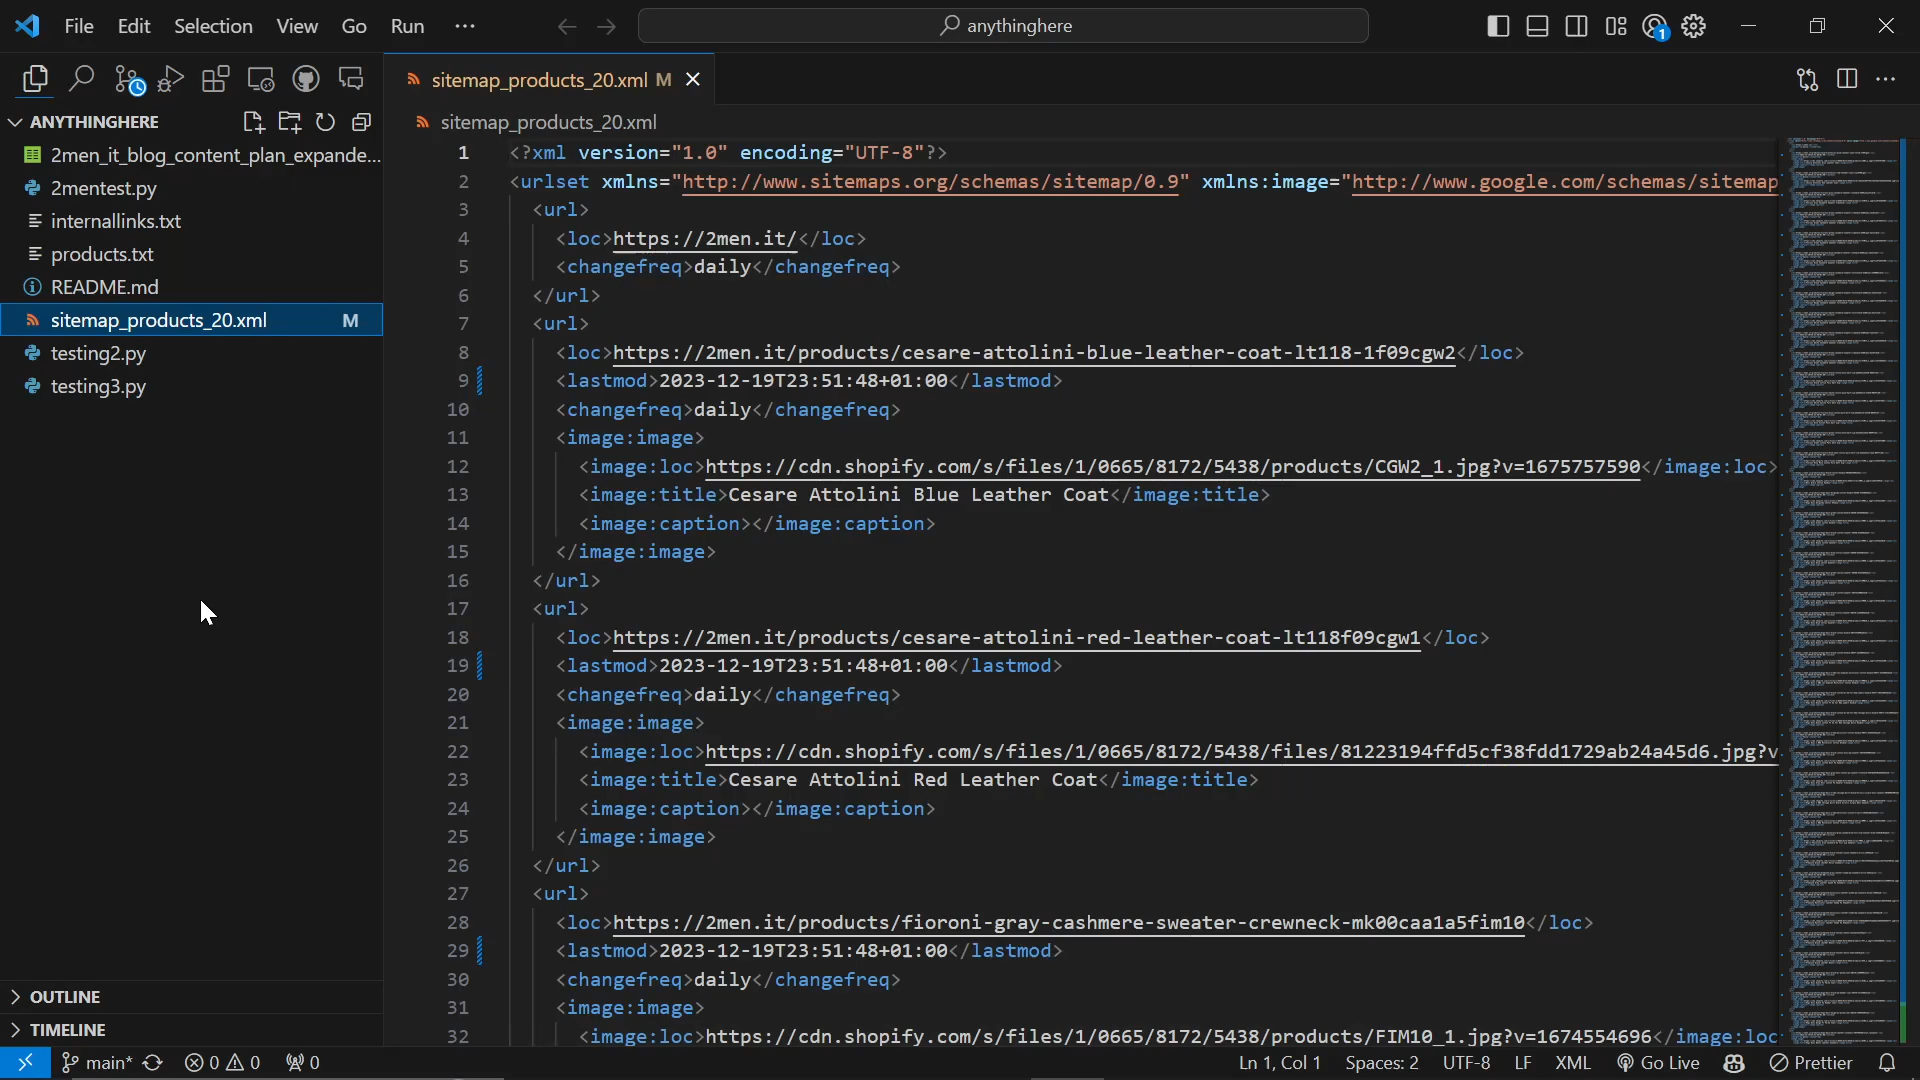 File Edit Selection View Go Run ···
anythinghere
1
sitemap_products_20.xml M
ANYTHINGHERE
2men_it_blog_content_plan_expande...
2mentest.py
internallinks.txt
products.txt
README.md
sitemap_products_20.xml M
testing2.py
testing3.py
OUTLINE
TIMELINE
sitemap_products_20.xml
1 <?xml version="1.0" encoding="UTF-8"?>
2 <urlset xmlns="http://www.sitemaps.org/schemas/sitemap/0.9" xmlns:image="http://www.google.com/schemas/sitemap
3 <url>
4 <loc>https://2men.it/</loc>
5 <changefreq>daily</changefreq>
6 </url>
7 <url>
8 <loc>https://2men.it/products/cesare-attolini-blue-leather-coat-lt118-1f09cgw2</loc>
9 <lastmod>2023-12-19T23:51:48+01:00</lastmod>
10 <changefreq>daily</changefreq>
11 <image:image>
12 <image:loc>https://cdn.shopify.com/s/files/1/0665/8172/5438/products/CGW2_1.jpg?v=1675757590</image:loc>
13 <image:title>Cesare Attolini Blue Leather Coat</image:title>
14 <image:caption></image:caption>
15 </image:image>
16 </url>
17 <url>
18 <loc>https://2men.it/products/cesare-attolini-red-leather-coat-lt118f09cgw1</loc>
19 <lastmod>2023-12-19T23:51:48+01:00</lastmod>
20 <changefreq>daily</changefreq>
21 <image:image>
22 <image:loc>https://cdn.shopify.com/s/files/1/0665/8172/5438/files/81223194ffd5cf38fdd1729ab24a45d6.jpg?v
23 <image:title>Cesare Attolini Red Leather Coat</image:title>
24 <image:caption></image:caption>
25 </image:image>
26 </url>
27 <url>
28 <loc>https://2men.it/products/fioroni-gray-cashmere-sweater-crewneck-mk00caa1a5fim10</loc>
29 <lastmod>2023-12-19T23:51:48+01:00</lastmod>
30 <changefreq>daily</changefreq>
31 <image:image>
32 <image:loc>https://cdn.shopify.com/s/files/1/0665/8172/5438/products/FIM10_1.jpg?v=1674554696</image:loc
main* 0 0 0 Ln 1, Col 1 Spaces: 2 UTF-8 LF XML Go Live Prettier